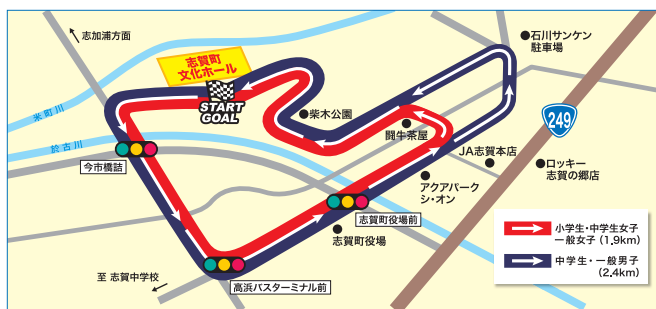 志加浦方面
志賀町
文化ホール
START
GOAL
米町川
於古川
今市橋詰
柴木公園
石川サンケン
駐車場
249
闘牛茶屋
JA志賀本店
ロッキー
志賀の郷店
アクアパーク
シ・オン
志賀町役場前
志賀町役場
至 志賀中学校
高浜バスターミナル前
小学生・中学生女子
一般女子（1.9km）
中学生・一般男子
（2.4km）